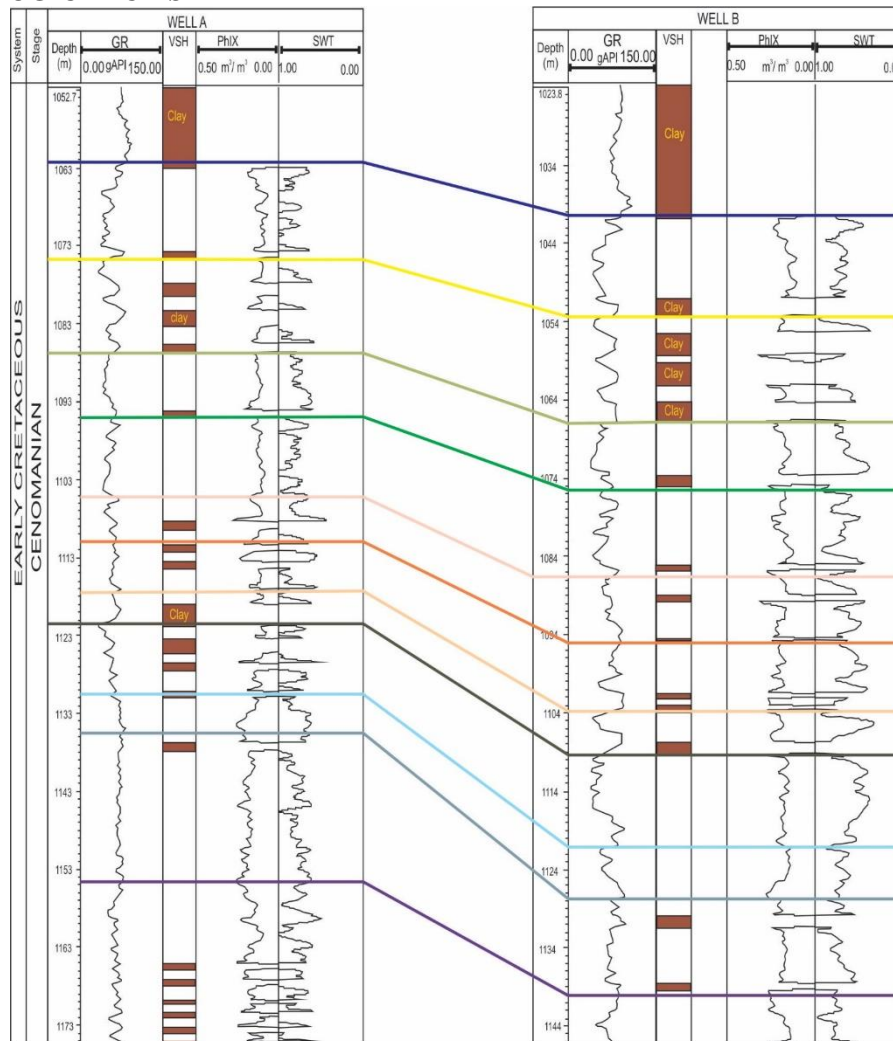 WELL A
WELL B
System
Stage
Depth
(m)
GR
0.00 gAPI 150.00
VSH
PhIX
0.50 m³/ m³ 0.00
SWT
1.00 0.00
Depth
(m)
GR
0.00 gAPI 150.00
VSH
PhIX
0.50 m³/ m³ 0.00
SWT
1.00 0.00
EARLY CRETACEOUS
CENOMANIAN
1052.7
1063
1073
1083
1093
1103
1113
1123
1133
1143
1153
1163
1173
Clay
clay
Clay
1023.8
1034
1044
1054
1064
1074
1084
1094
1104
1114
1124
1134
1144
Clay
Clay
Clay
Clay
Clay